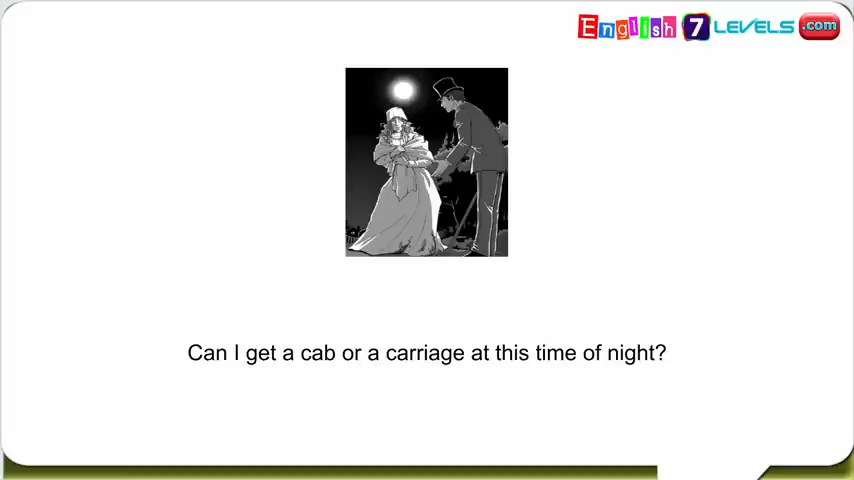 English 7 LEVELS .com
Can I get a cab or a carriage at this time of night?